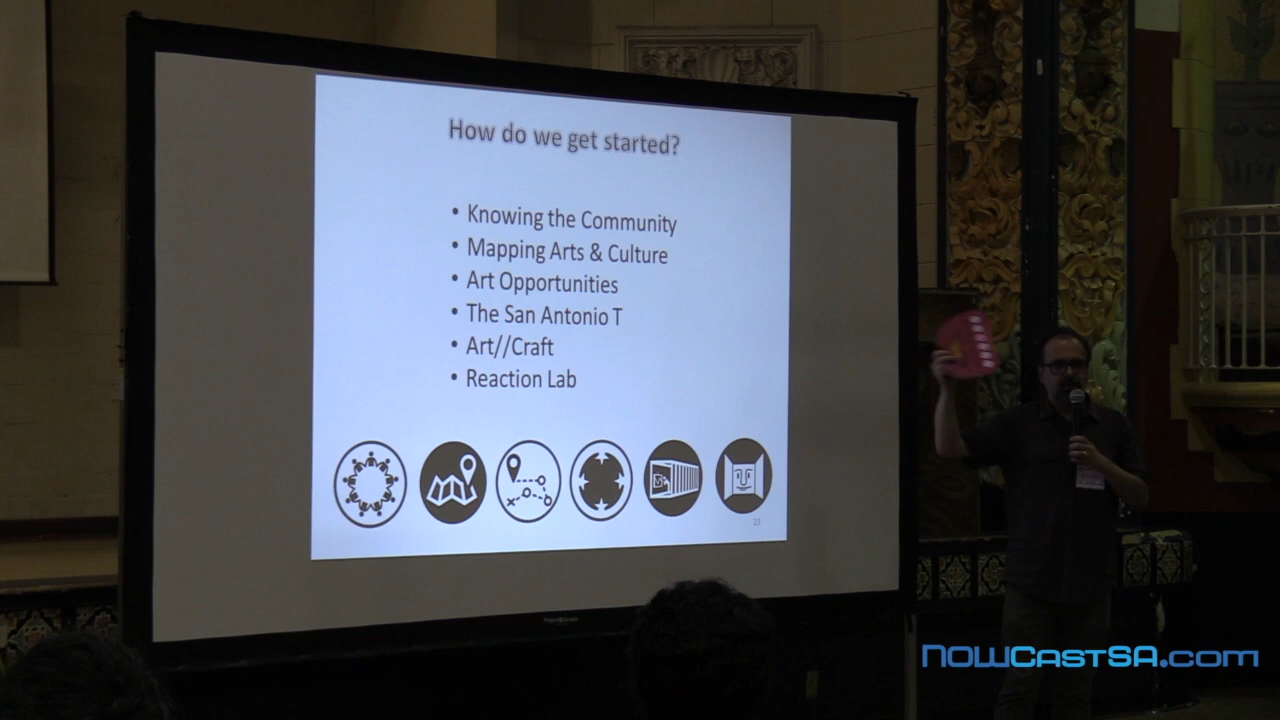 How do we get started?
• Knowing the Community
• Mapping Arts & Culture
• Art Opportunities
• The San Antonio T
• Art//Craft
• Reaction Lab
23
NOWCASTSA.COM